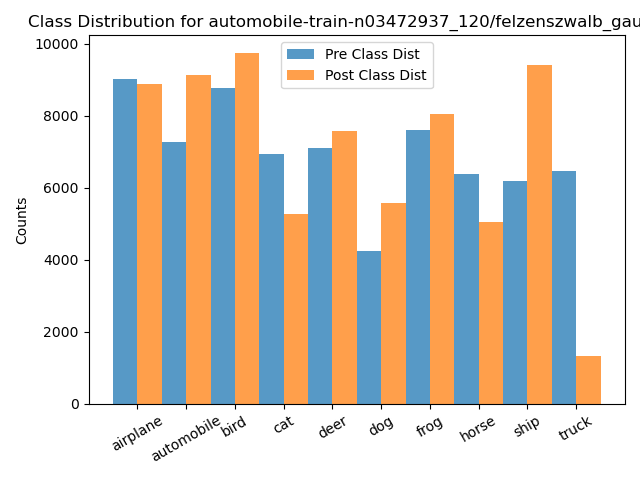 Class Distribution for automobile-train-n03472937_120/felzenszwalb_gau
Pre Class Dist
Post Class Dist
10000
8000
6000
4000
2000
0
Counts
airplane
automobile
bird
cat
deer
dog
frog
horse
ship
truck